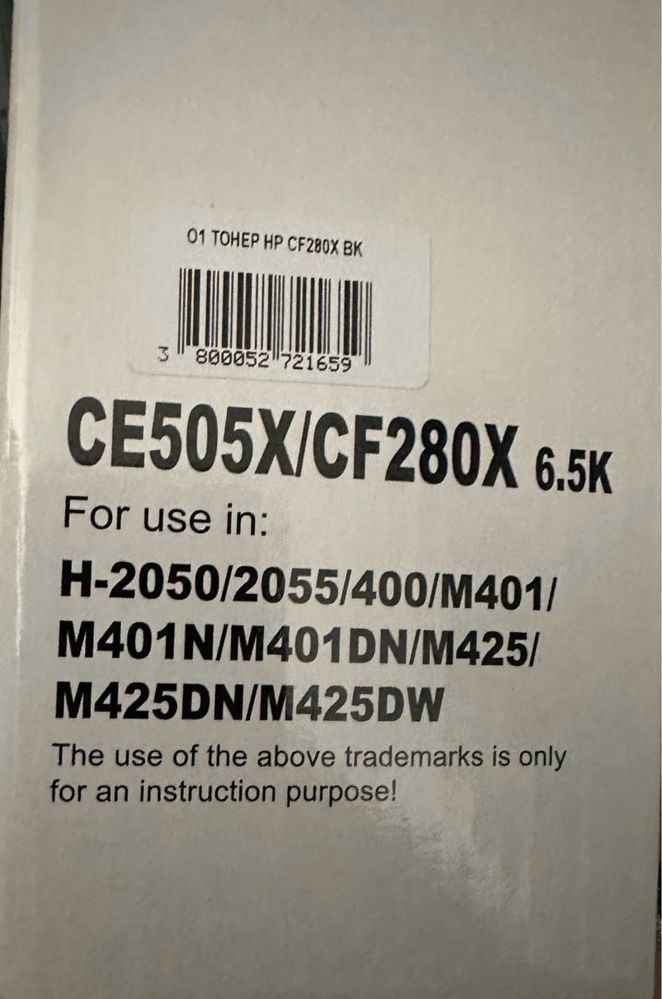 01 ТОНЕР HP CF280X BK
3 800052 721659
CE505X/CF280X 6.5K
For use in:
H-2050/2055/400/M401/
M401N/M401DN/M425/
M425DN/M425DW
The use of the above trademarks is only
for an instruction purpose!